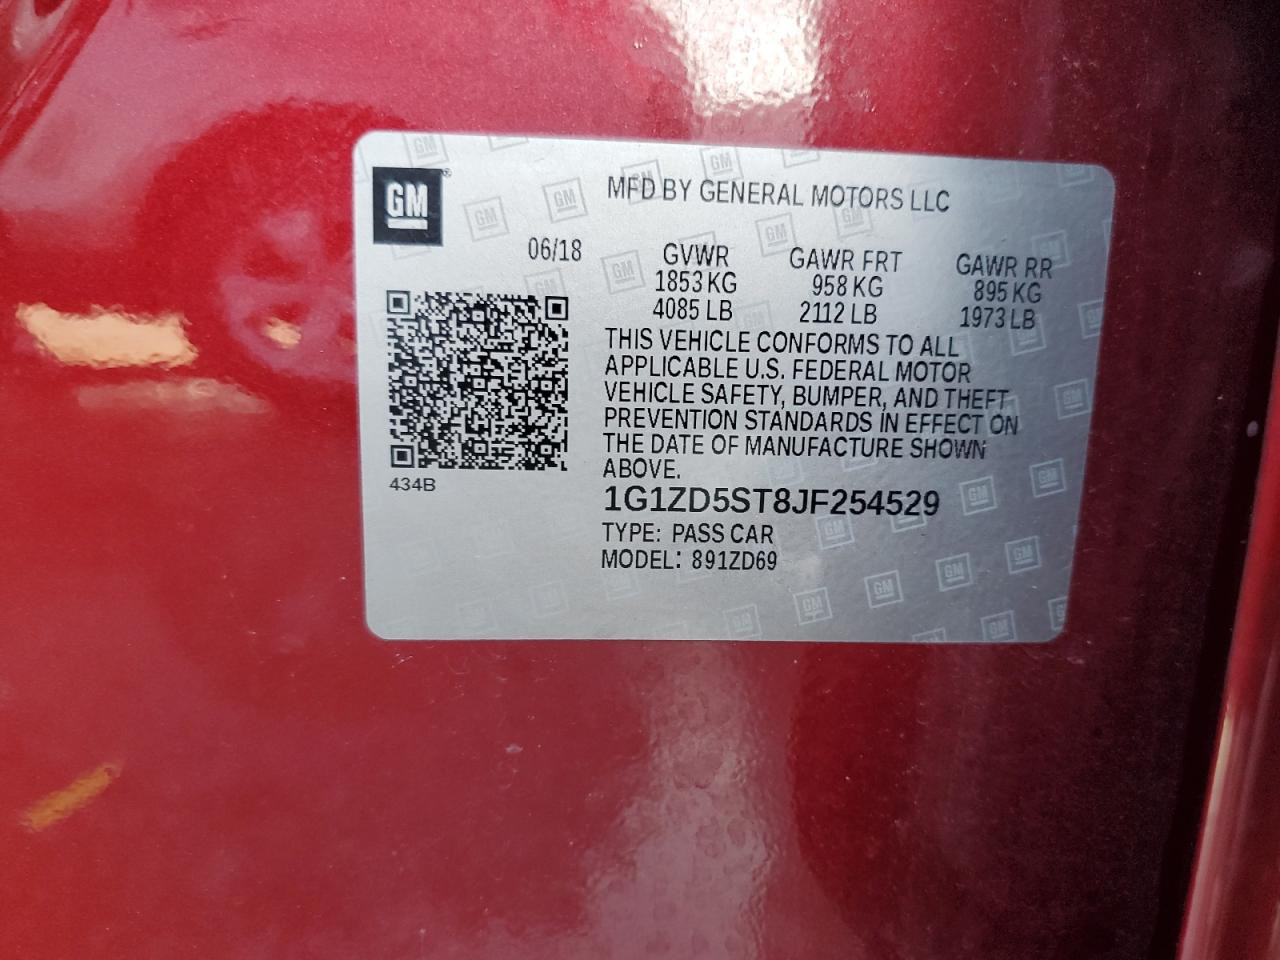 GM
MFD BY GENERAL MOTORS LLC
06/18
GVWR GAWR FRT GAWR RR
1853 KG 958 KG 895 KG
4085 LB 2112 LB 1973 LB
THIS VEHICLE CONFORMS TO ALL
APPLICABLE U.S. FEDERAL MOTOR
VEHICLE SAFETY, BUMPER, AND THEFT
PREVENTION STANDARDS IN EFFECT ON
THE DATE OF MANUFACTURE SHOWN
ABOVE.
434B
1G1ZD5ST8JF254529
TYPE: PASS CAR
MODEL: 891ZD69